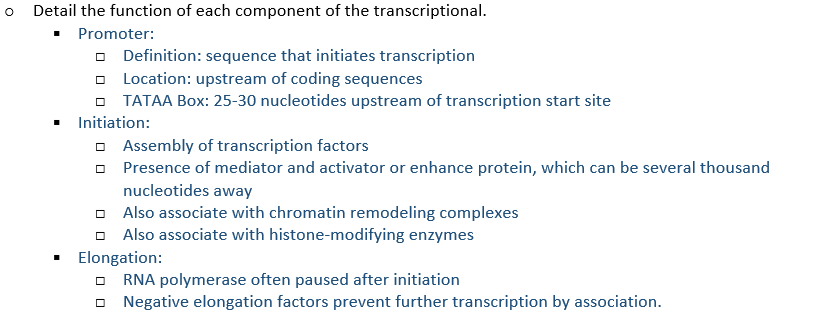 Detail the function of each component of the transcriptional.
Promoter:
Definition: sequence that initiates transcription
Location: upstream of coding sequences
TATAA Box: 25-30 nucleotides upstream of transcription start site
Initiation:
Assembly of transcription factors
Presence of mediator and activator or enhance protein, which can be several thousand
nucleotides away
Also associate with chromatin remodeling complexes
Also associate with histone-modifying enzymes
Elongation:
RNA polymerase often paused after initiation
Negative elongation factors prevent further transcription by association.